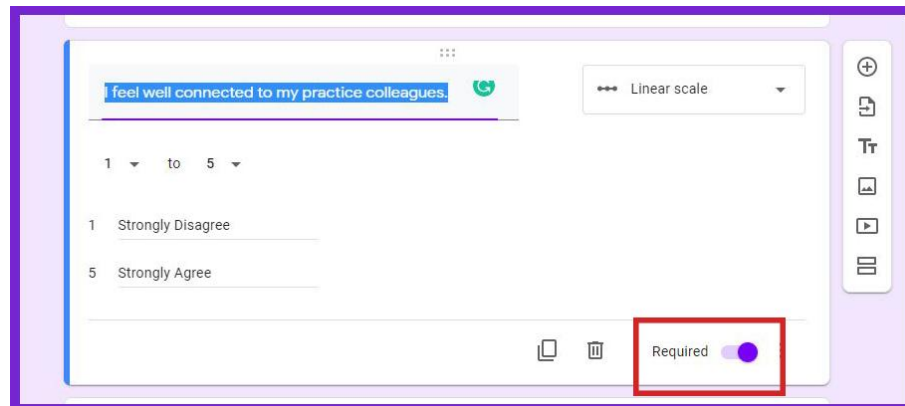 I feel well connected to my practice colleagues.
Linear scale
1 to 5
1 Strongly Disagree
5 Strongly Agree
Required